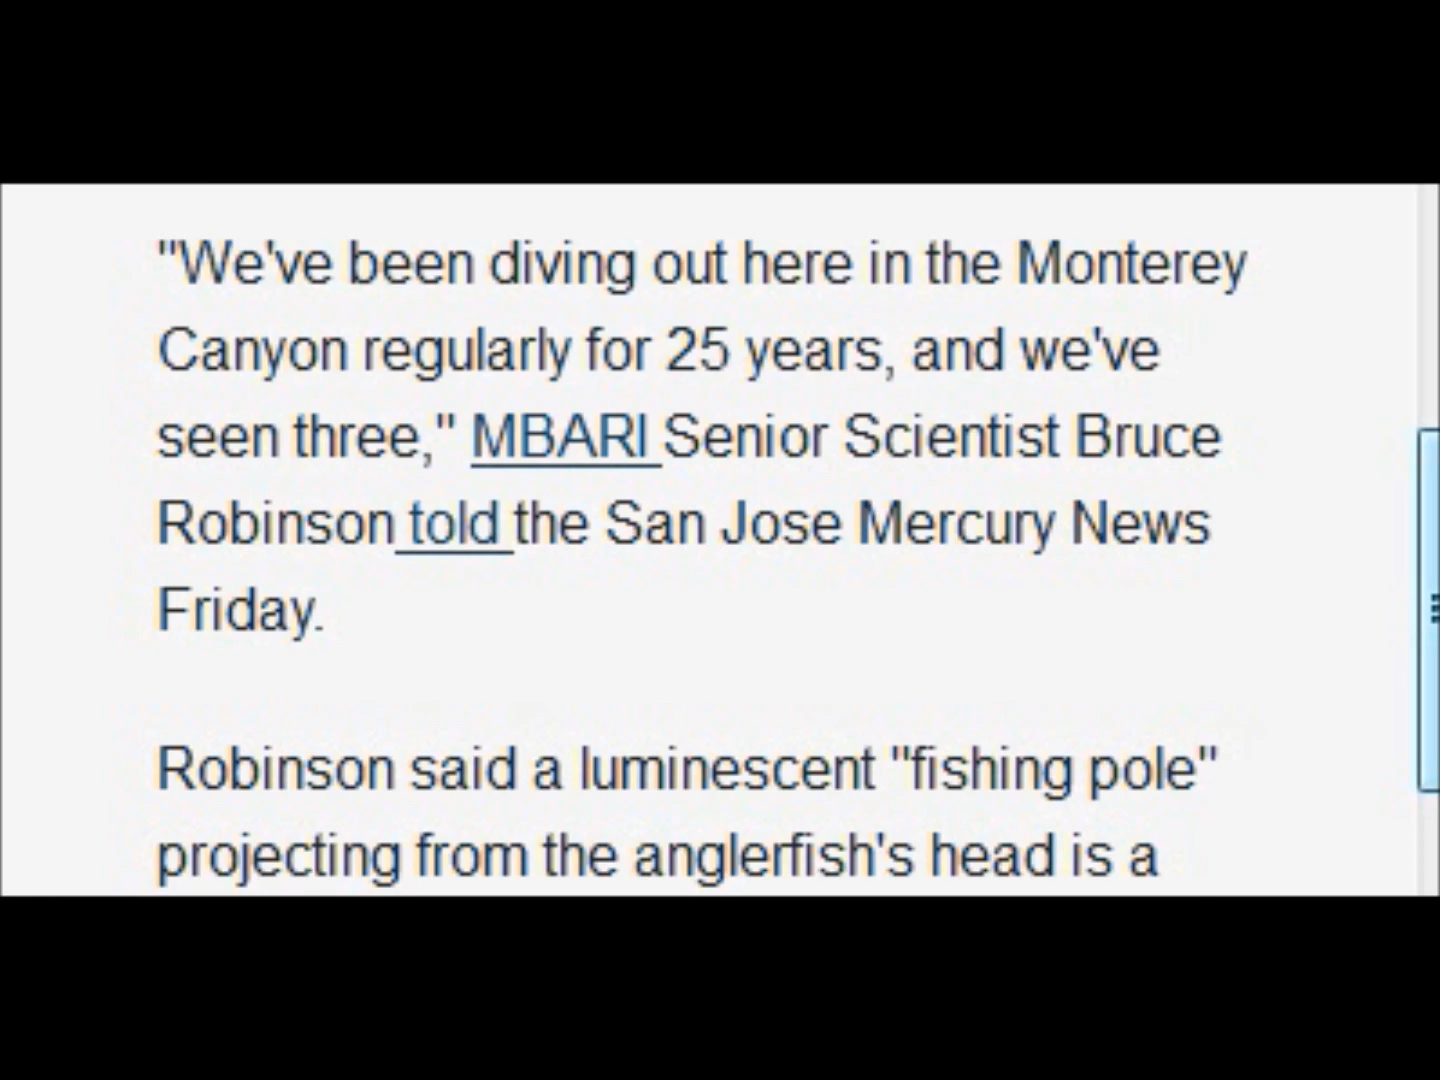 "We've been diving out here in the Monterey
Canyon regularly for 25 years, and we've
seen three," MBARI Senior Scientist Bruce
Robinson told the San Jose Mercury News
Friday.
Robinson said a luminescent "fishing pole"
projecting from the anglerfish's head is a